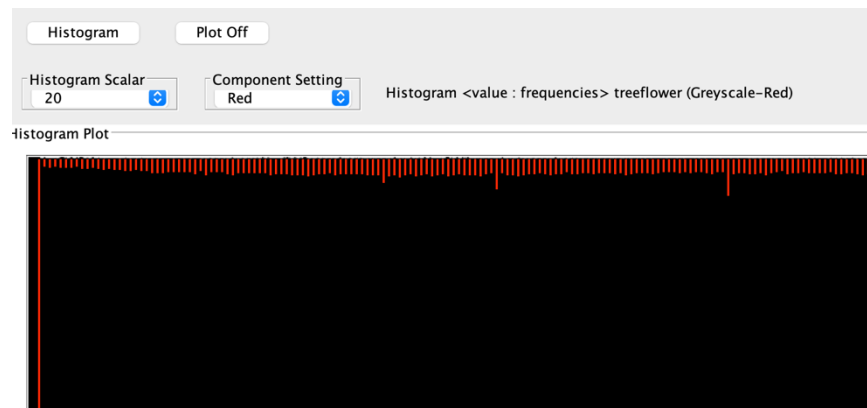 Histogram Plot Off
Histogram Scalar Component Setting
20 Red Histogram <value : frequencies> treeflower (Greyscale-Red)
Histogram Plot